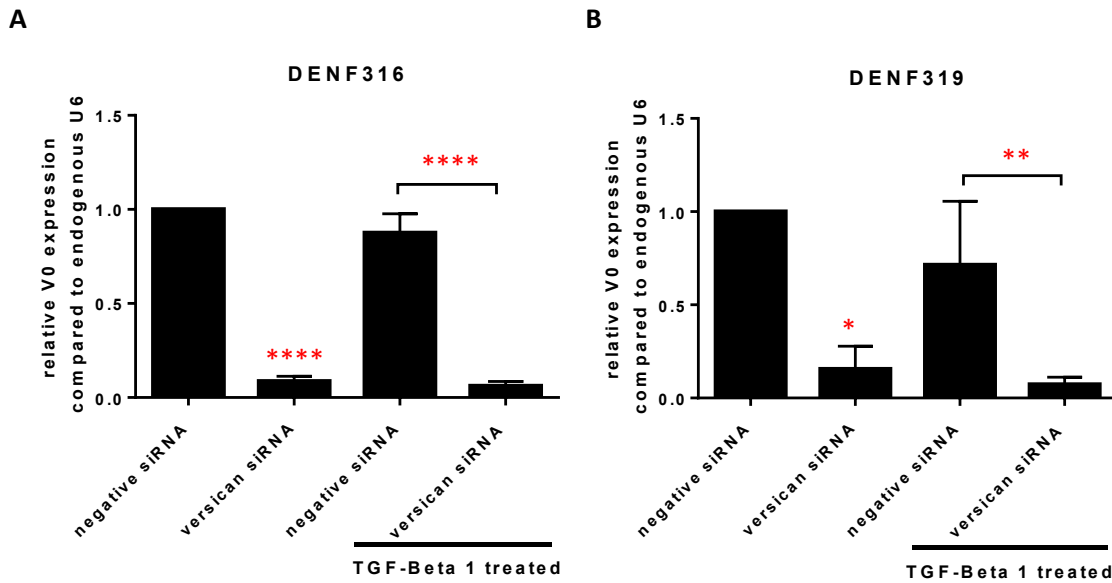 A
DENF316
relative V0 expression
compared to endogenous U6
1.5
1.0
0.5
0.0
****
****
negative siRNA
versican siRNA
negative siRNA
versican siRNA
TGF-Beta 1 treated
B
DENF319
relative V0 expression
compared to endogenous U6
1.5
1.0
0.5
0.0
*
**
negative siRNA
versican siRNA
negative siRNA
versican siRNA
TGF-Beta 1 treated